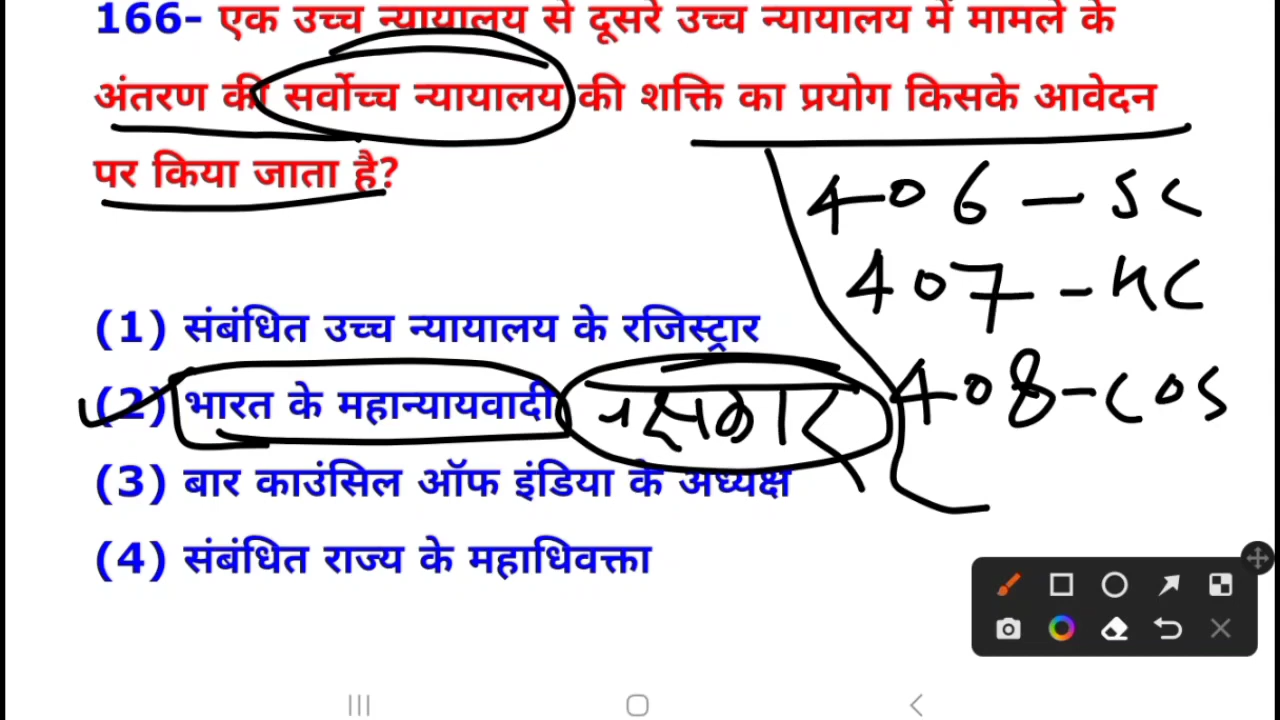 166- एक उच्च न्यायालय से दूसरे उच्च न्यायालय में मामले के
अंतरण की सर्वोच्च न्यायालय की शक्ति का प्रयोग किसके आवेदन
पर किया जाता है?
406 - SC
407 - HC
(1) संबंधित उच्च न्यायालय के रजिस्ट्रार
(2) भारत के महान्यायवादी
408 - COS
(3) बार काउंसिल ऑफ इंडिया के अध्यक्ष
(4) संबंधित राज्य के महाधिवक्ता